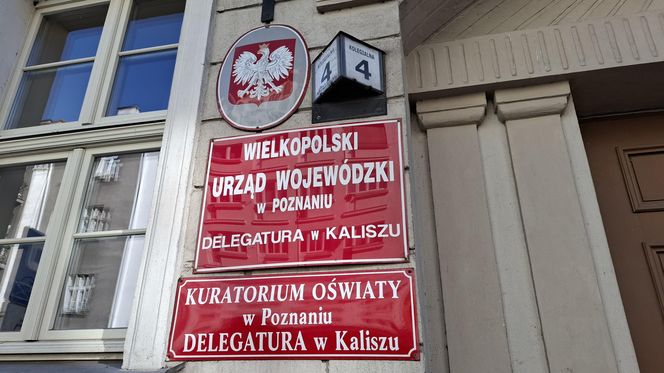 KOLEGIALNA
4
4
WIELKOPOLSKI
URZĄD WOJEWÓDZKI
W POZNANIU
DELEGATURA W KALISZU
KURATORIUM OŚWIATY
w Poznaniu
DELEGATURA w Kaliszu